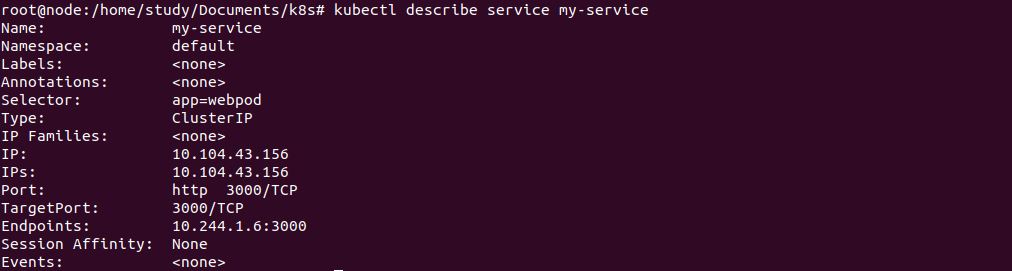 root@node:/home/study/Documents/k8s# kubectl describe service my-service
Name:              my-service
Namespace:         default
Labels:            <none>
Annotations:       <none>
Selector:          app=webpod
Type:              ClusterIP
IP Families:       <none>
IP:                10.104.43.156
IPs:               10.104.43.156
Port:              http  3000/TCP
TargetPort:        3000/TCP
Endpoints:         10.244.1.6:3000
Session Affinity:  None
Events:            <none>